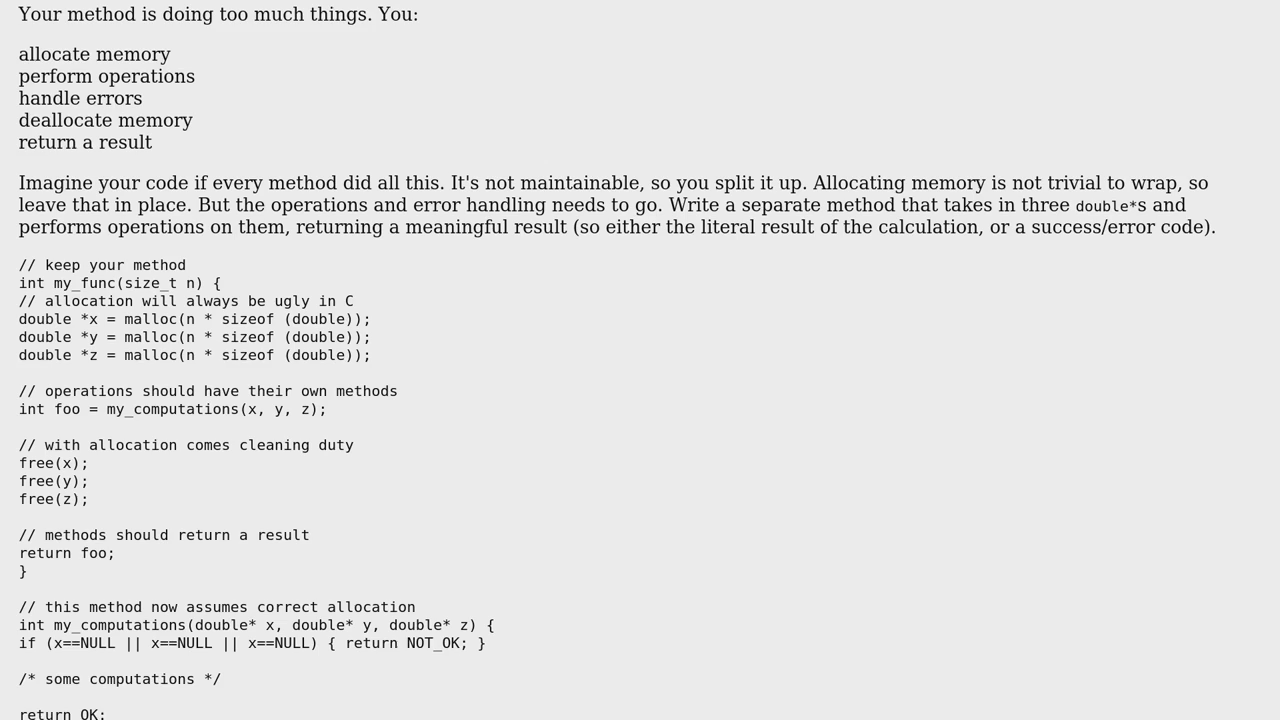 Your method is doing too much things. You:
allocate memory
perform operations
handle errors
deallocate memory
return a result
Imagine your code if every method did all this. It's not maintainable, so you split it up. Allocating memory is not trivial to wrap, so
leave that in place. But the operations and error handling needs to go. Write a separate method that takes in three double*s and
performs operations on them, returning a meaningful result (so either the literal result of the calculation, or a success/error code).
// keep your method
int my_func(size_t n) {
// allocation will always be ugly in C
double *x = malloc(n * sizeof (double));
double *y = malloc(n * sizeof (double));
double *z = malloc(n * sizeof (double));
// operations should have their own methods
int foo = my_computations(x, y, z);
// with allocation comes cleaning duty
free(x);
free(y);
free(z);
// methods should return a result
return foo;
}
// this method now assumes correct allocation
int my_computations(double* x, double* y, double* z) {
if (x==NULL || x==NULL || x==NULL) { return NOT_OK; }
/* some computations */
return OK;